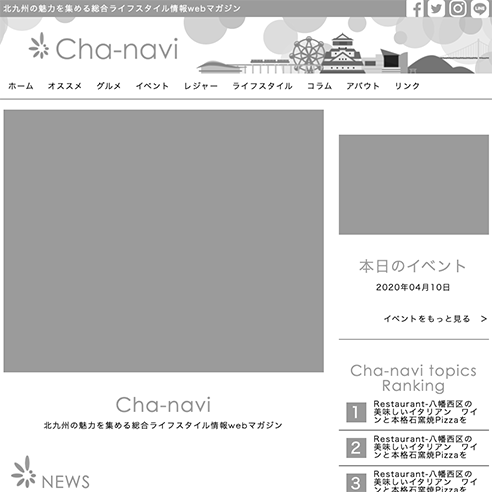 北九州の魅力を集める総合ライフスタイル情報webマガジン
LINE
Cha-navi
ホーム オススメ グルメ イベント レジャー ライフスタイル コラム アバウト リンク
Cha-navi
北九州の魅力を集める総合ライフスタイル情報webマガジン
NEWS
本日のイベント
2020年04月10日
イベントをもっと見る >
Cha-navi topics
Ranking
1
Restaurant-八幡西区の
美味しいイタリアン　ワイ
ンと本格石窯焼Pizzaを
2
Restaurant-八幡西区の
美味しいイタリアン　ワイ
ンと本格石窯焼Pizzaを
3
Restaurant-八幡西区の
美味しいイタリアン　ワイ
ンと本格石窯焼Pizzaを